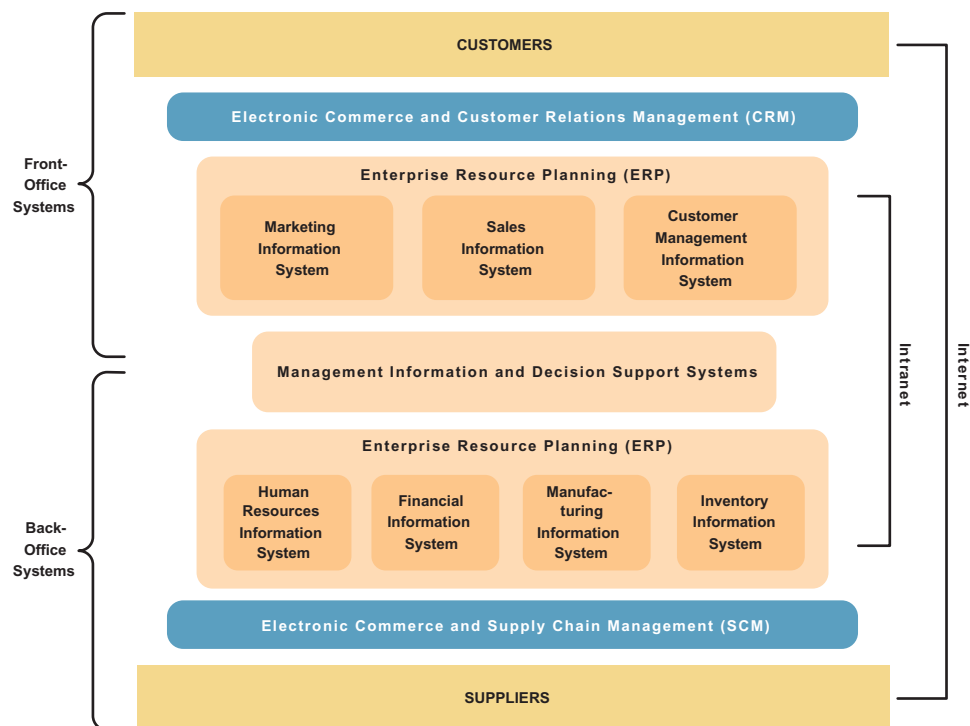 CUSTOMERS
Electronic Commerce and Customer Relations Management (CRM)
Front-
Office
Systems
Enterprise Resource Planning (ERP)
Marketing
Information
System
Sales
Information
System
Customer
Management
Information
System
Management Information and Decision Support Systems
Intranet
Internet
Enterprise Resource Planning (ERP)
Human
Resources
Information
System
Financial
Information
System
Manufac-
turing
Information
System
Inventory
Information
System
Back-
Office
Systems
Electronic Commerce and Supply Chain Management (SCM)
SUPPLIERS